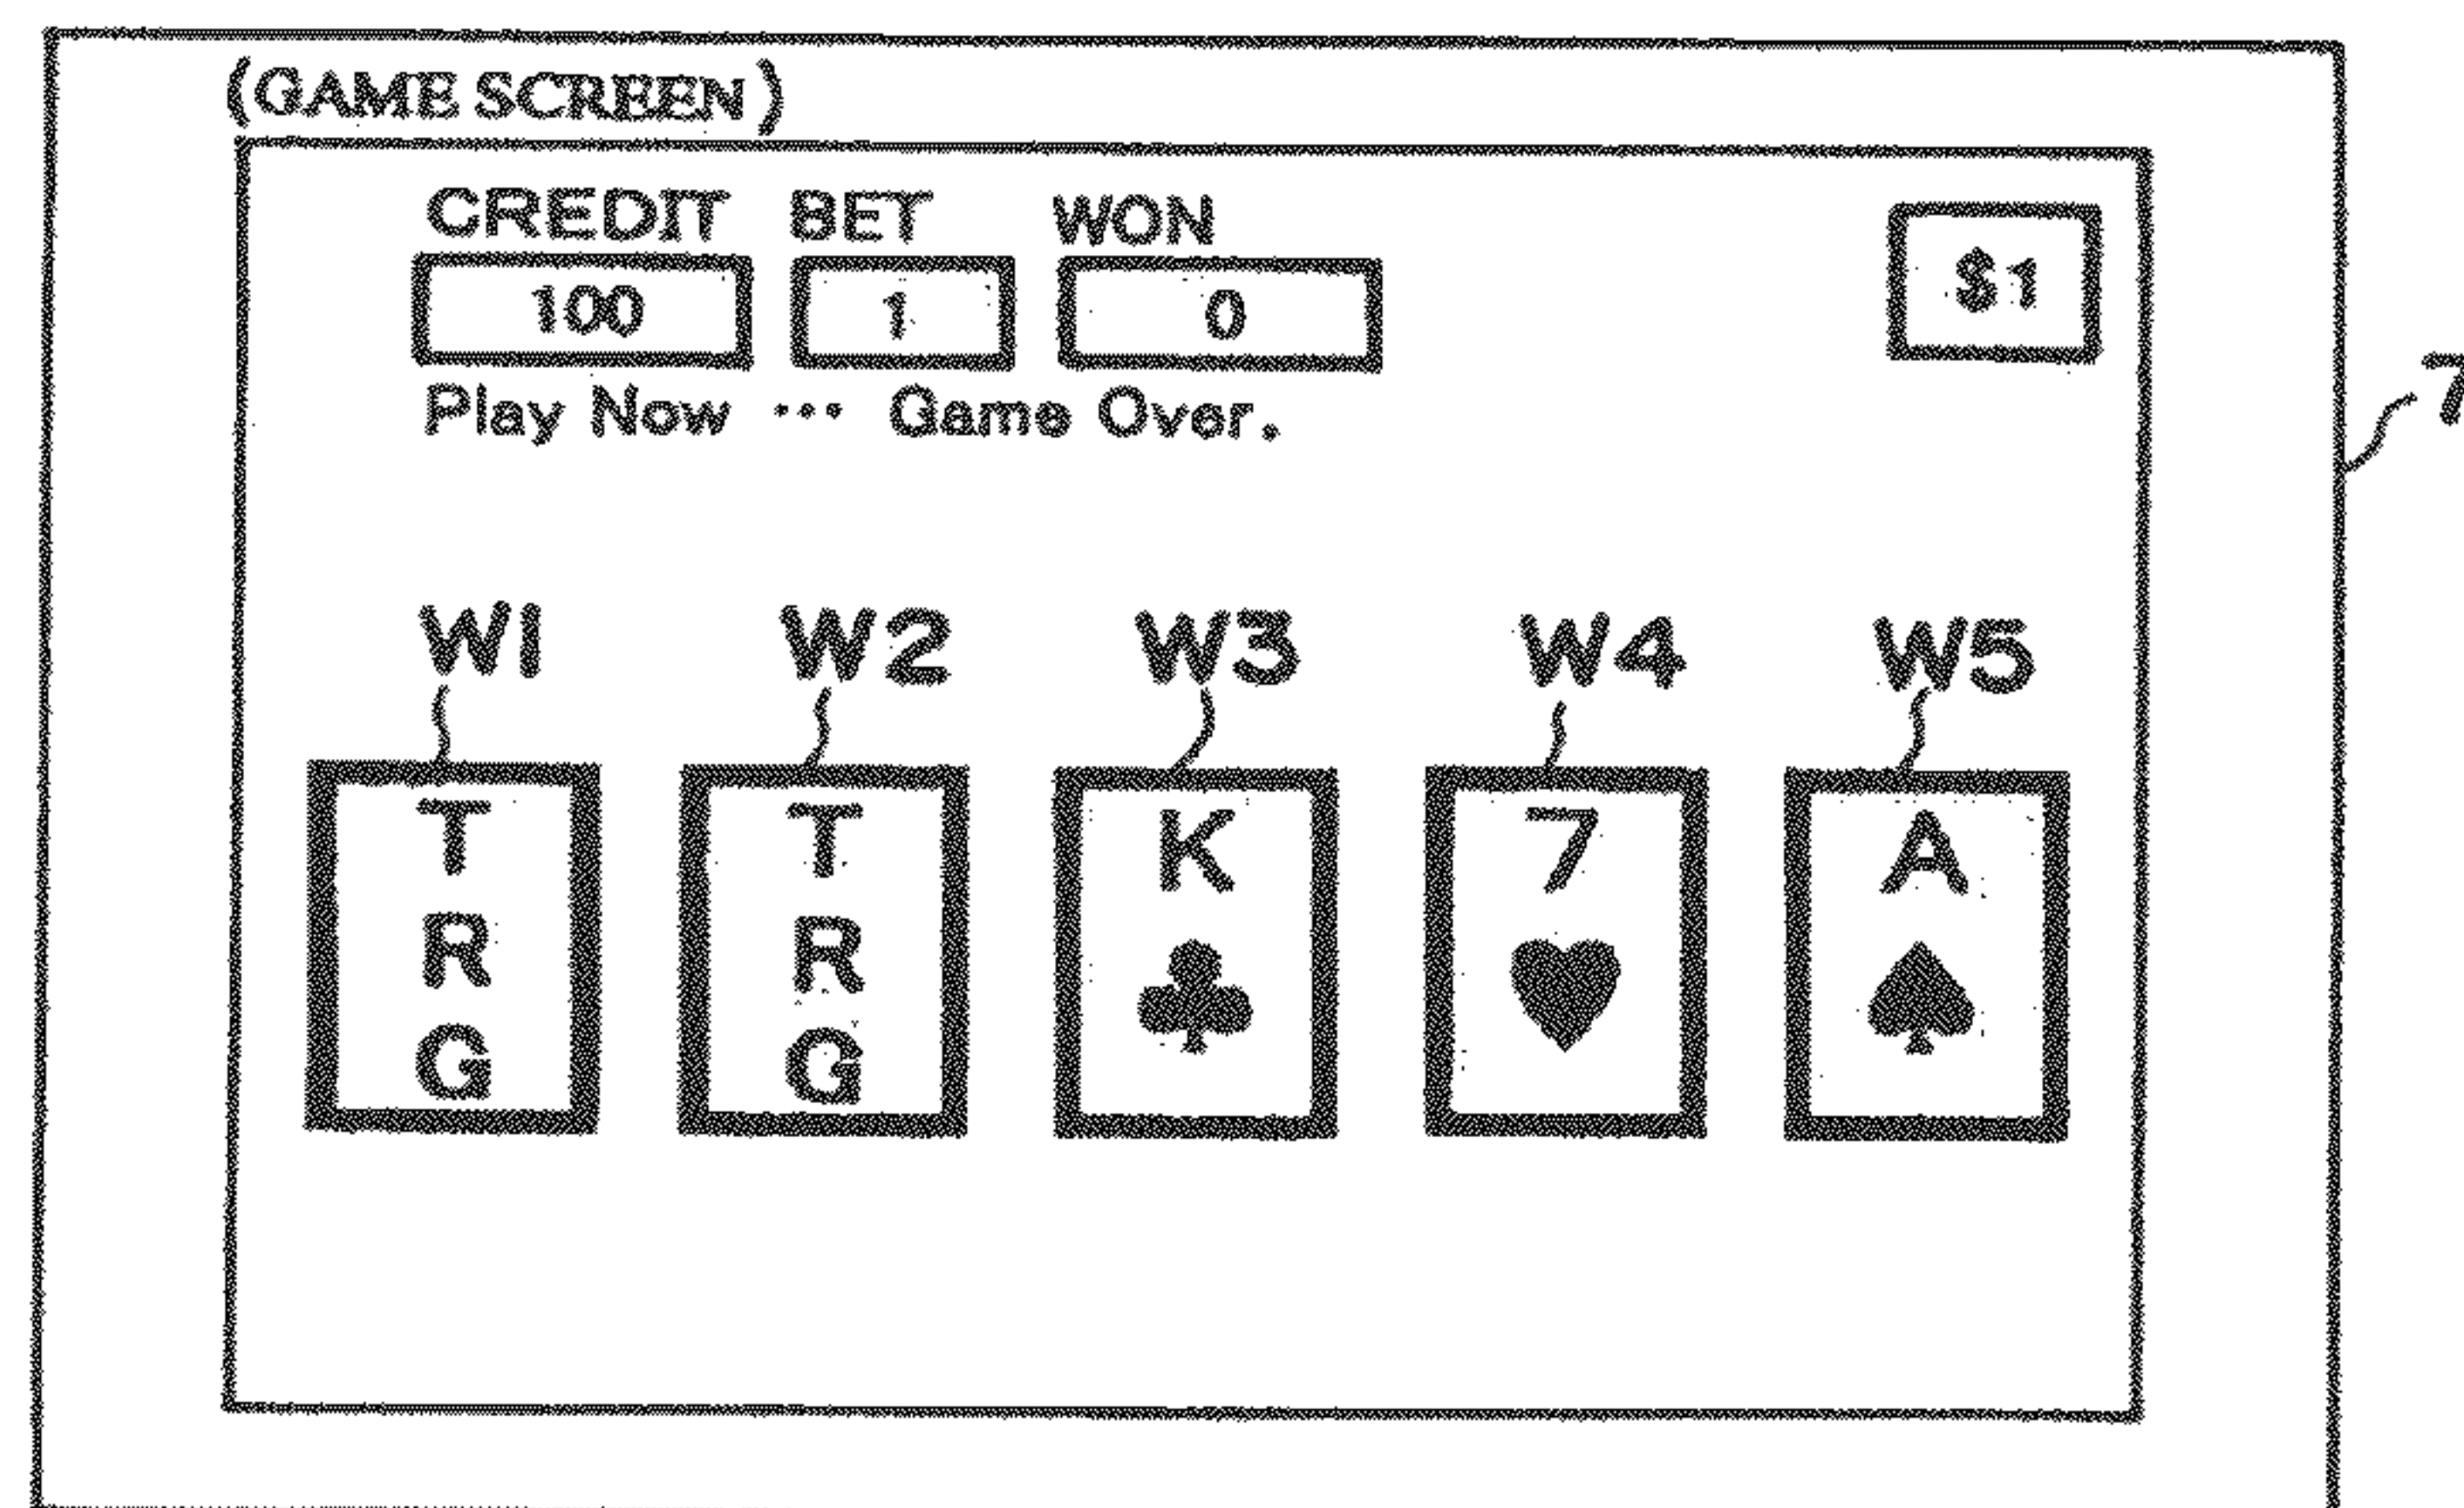 (GAME SCREEN)
CREDIT BET WON
100 1 0 $1
Play Now ... Game Over.
7
W1 W2 W3 W4 W5
T T K 7 A
R R
G G